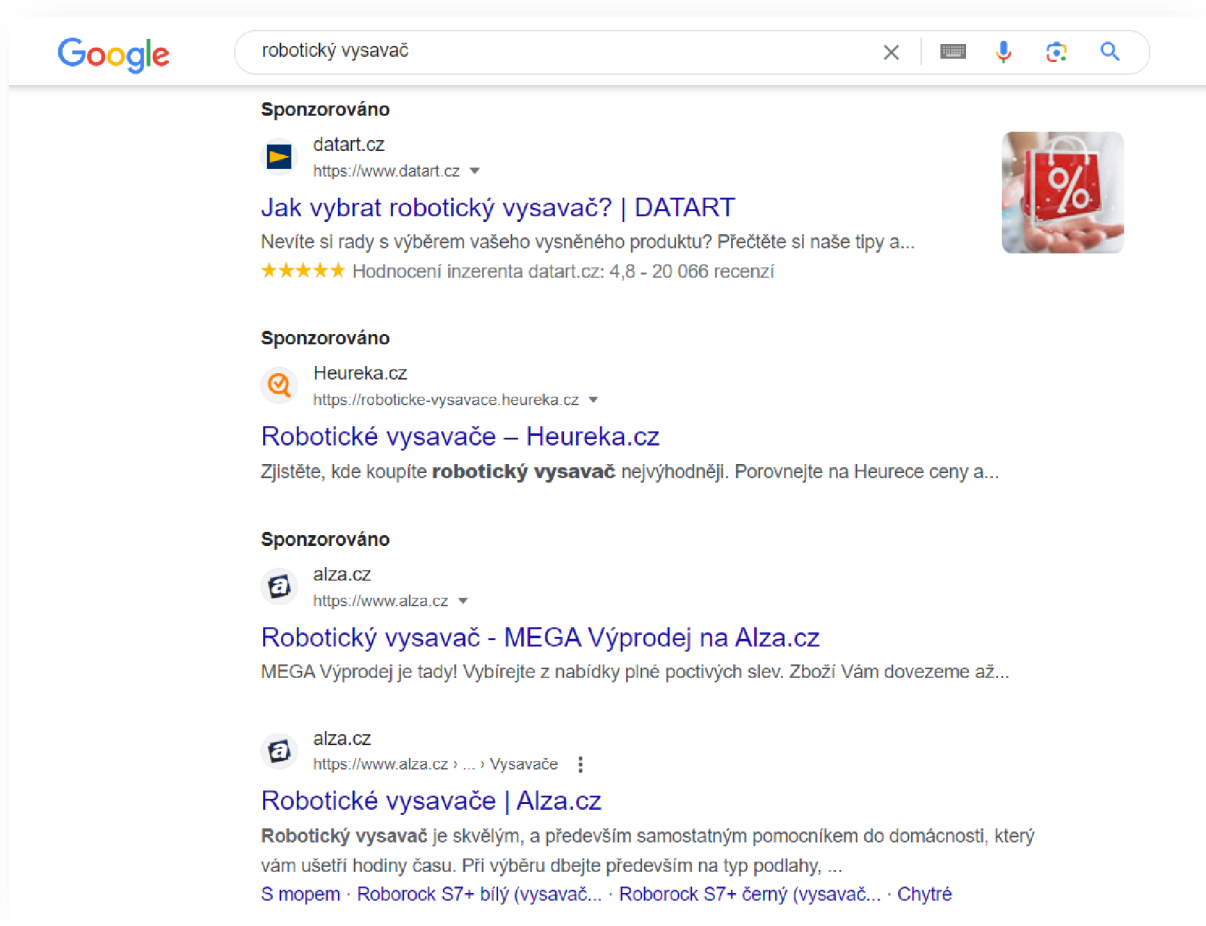 Google
robotický vysavač
Sponzorováno
datart.cz
https://www.datart.cz
Jak vybrat robotický vysavač? | DATART
Nevíte si rady s výběrem vašeho vysněného produktu? Přečtěte si naše tipy a...
Hodnocení inzerenta datart.cz: 4,8 - 20 066 recenzí
%
Sponzorováno
Heureka.cz
https://roboticke-vysavace.heureka.cz
Robotické vysavače – Heureka.cz
Zjistěte, kde koupíte robotický vysavač nejvýhodněji. Porovnejte na Heurece ceny a...
Sponzorováno
alza.cz
https://www.alza.cz
Robotický vysavač - MEGA Výprodej na Alza.cz
MEGA Výprodej je tady! Vybírejte z nabídky plné poctivých slev. Zboží Vám dovezeme až...
alza.cz
https://www.alza.cz › ... › Vysavače
Robotické vysavače | Alza.cz
Robotický vysavač je skvělým, a především samostatným pomocníkem do domácnosti, který
vám ušetří hodiny času. Při výběru dbejte především na typ podlahy, ...
S mopem · Roborock S7+ bílý (vysavač... · Roborock S7+ černý (vysavač... · Chytré